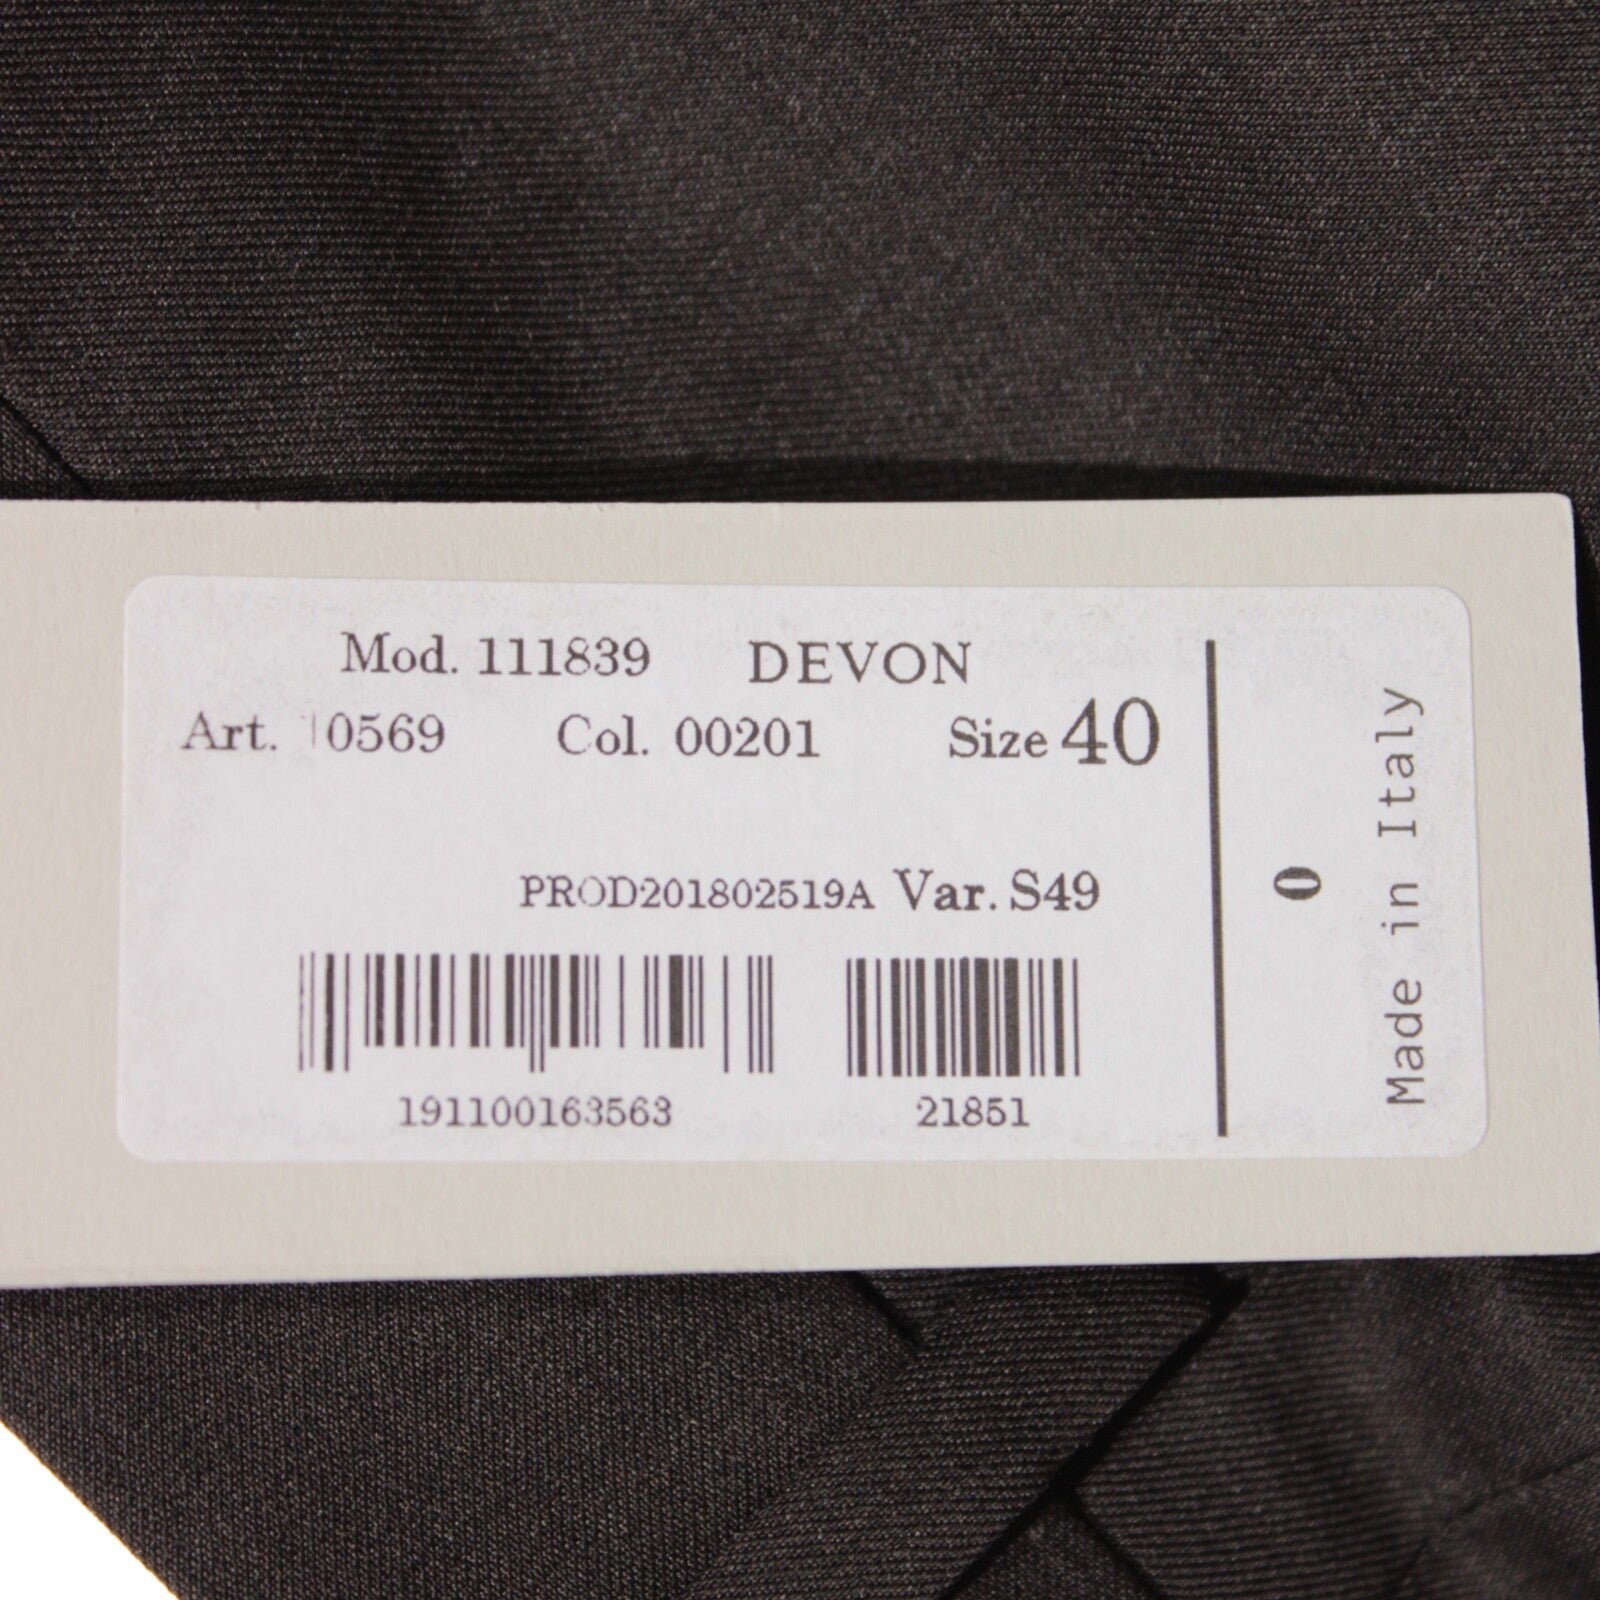 Mod. 111839 DEVON
Art. 10569 Col. 00201 Size 40
PROD201802519A Var. S49
191100163563 21851
0
Made in Italy